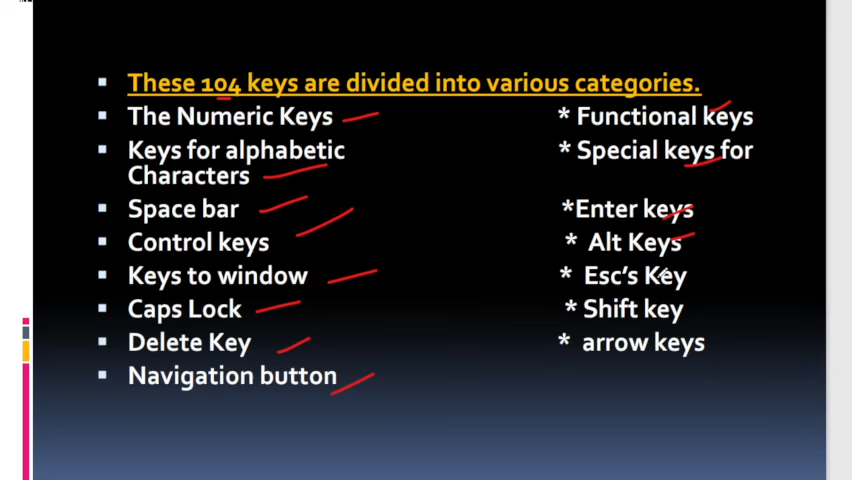 These 104 keys are divided into various categories.
The Numeric Keys * Functional keys
Keys for alphabetic * Special keys for
Characters
Space bar *Enter keys
Control keys * Alt Keys
Keys to window * Esc's Key
Caps Lock * Shift key
Delete Key * arrow keys
Navigation button